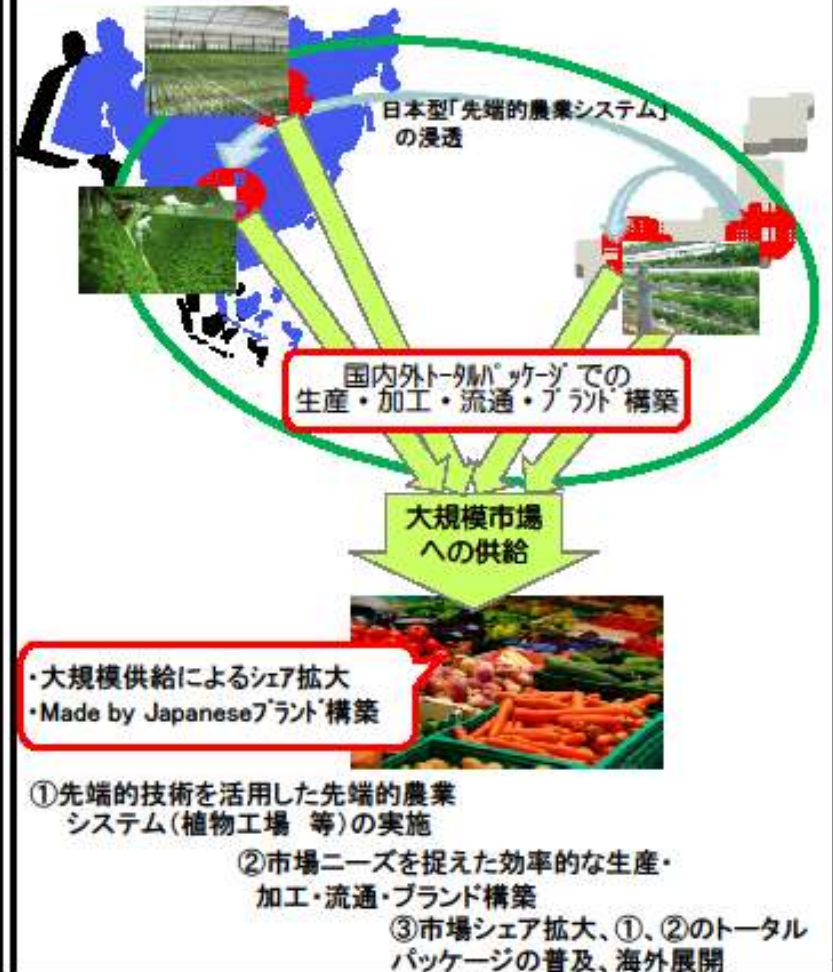 日本型「先端的農業システム」
の浸透
国内外ﾄｰﾀﾙﾊﾟｯｹｰｼﾞでの
生産・加工・流通・ﾌﾞﾗﾝﾄﾞ構築
大規模市場
への供給
・大規模供給によるｼｪｱ拡大
・Made by Japaneseﾌﾞﾗﾝﾄﾞ構築
①先端的技術を活用した先端的農業
システム（植物工場　等）の実施
②市場ニーズを捉えた効率的な生産・
加工・流通・ブランド構築
③市場シェア拡大、①、②のトータル
パッケージの普及、海外展開